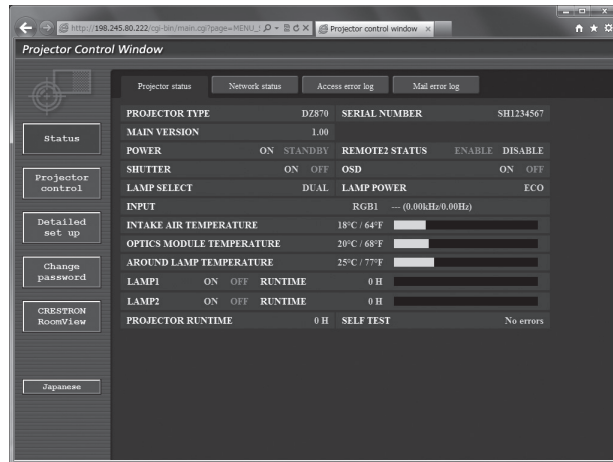 http://198.245.80.222/cgi-bin/main.cgi?page=MENU_
Projector control window
Projector Control Window
Projector status Network status Access error log Mail error log
PROJECTOR TYPE DZ870 SERIAL NUMBER SH1234567
MAIN VERSION 1.00
POWER ON STANDBY REMOTE2 STATUS ENABLE DISABLE
SHUTTER ON OFF OSD ON OFF
LAMP SELECT DUAL LAMP POWER ECO
INPUT RGB1 --- (0.00kHz/0.00Hz)
INTAKE AIR TEMPERATURE 18°C / 64°F
OPTICS MODULE TEMPERATURE 20°C / 68°F
AROUND LAMP TEMPERATURE 25°C / 77°F
LAMP1 ON OFF RUNTIME 0 H
LAMP2 ON OFF RUNTIME 0 H
PROJECTOR RUNTIME 0 H SELF TEST No errors
Status
Projector
control
Detailed
set up
Change
password
CRESTRON
RoomView
Japanese